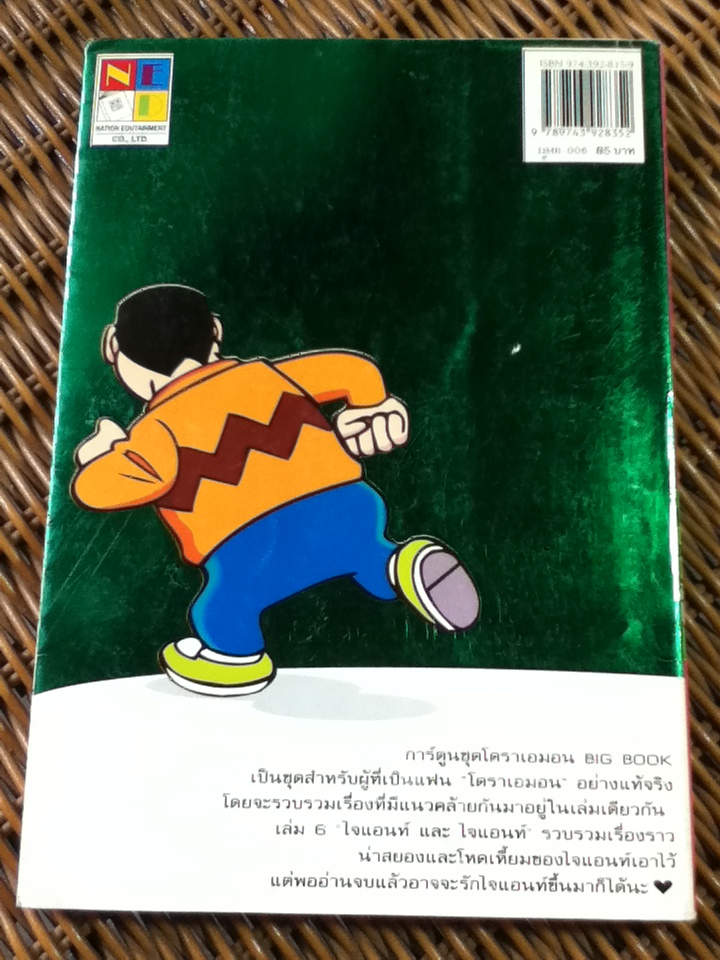 NE
D
NATION EDUTAINMENT
CO., LTD.
ISBN 974-392-835-9
9 789743 928352
006 85 บาท
การ์ตูนชุดโดราเอมอน BIG BOOK
เป็นชุดสำหรับผู้ที่เป็นแฟน "โดราเอมอน" อย่างแท้จริง
โดยจะรวบรวมเรื่องที่มีแนวคล้ายกันมาอยู่ในเล่มเดียวกัน
เล่ม 6 "ไจแอนท์ และ ไจแอนท์" รวบรวมเรื่องราว
น่าสยองและโหดเหี้ยมของไจแอนท์เอาไว้
แต่พออ่านจบแล้วอาจจะรักไจแอนท์ขึ้นมาก็ได้นะ ♥